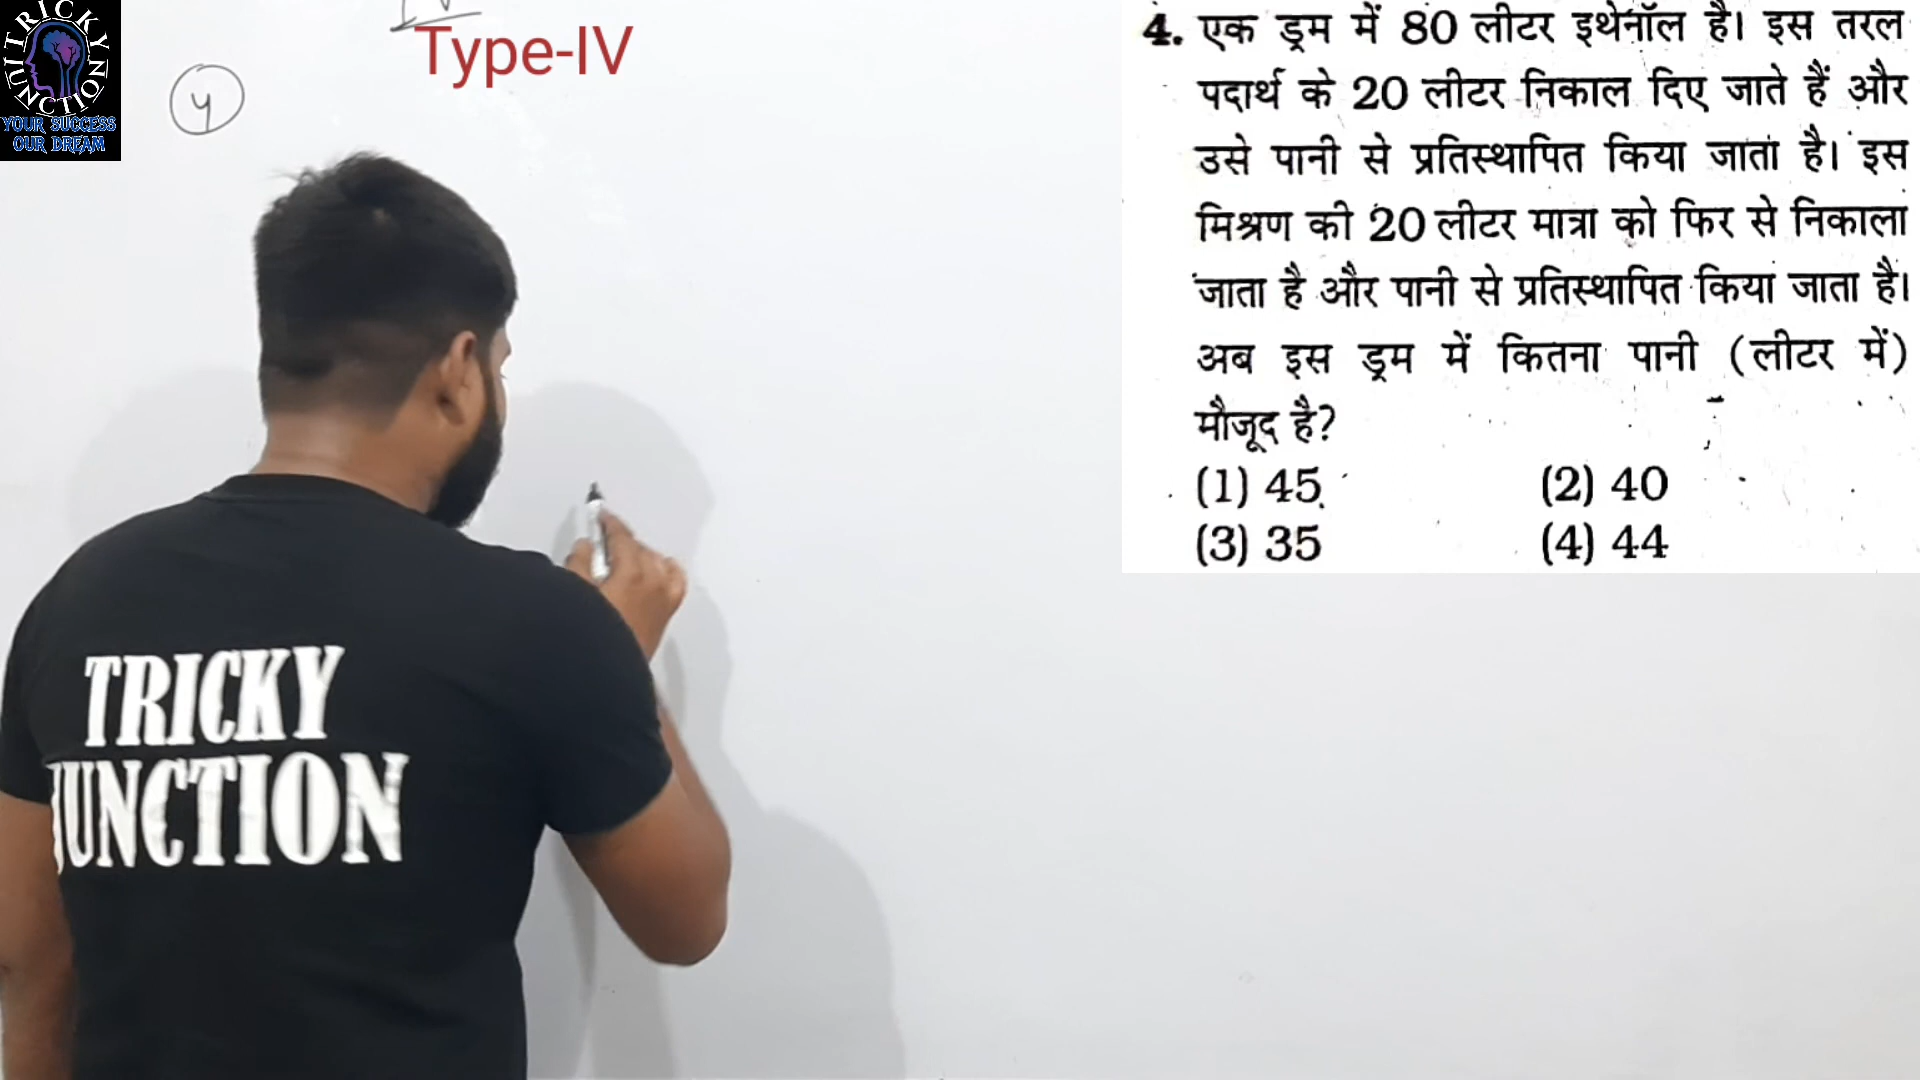 TRICKY JUNCTION
YOUR SUCCESS
OUR DREAM
IV
Type-IV
4
4. एक ड्रम में 80 लीटर इथेनॉल है। इस तरल
पदार्थ के 20 लीटर निकाल दिए जाते हैं और
उसे पानी से प्रतिस्थापित किया जाता है। इस
मिश्रण की 20 लीटर मात्रा को फिर से निकाला
जाता है और पानी से प्रतिस्थापित किया जाता है।
अब इस ड्रम में कितना पानी (लीटर में)
मौजूद है?
(1) 45 (2) 40
(3) 35 (4) 44
TRICKY
JUNCTION